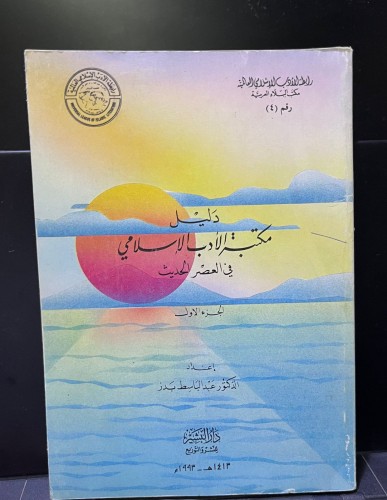 رابطة الأدب الإسلامي العالمية
مكتب البلاد العربية
رقم (٤)
دليل
مكتبة الأدب الإسلامي
في العصر الحديث
الجزء الأول
إعداد
الدكتور عبد الباسط بدر
دار البشير
للنشر والتوزيع
١٤١٣هـ - ١٩٩٣م